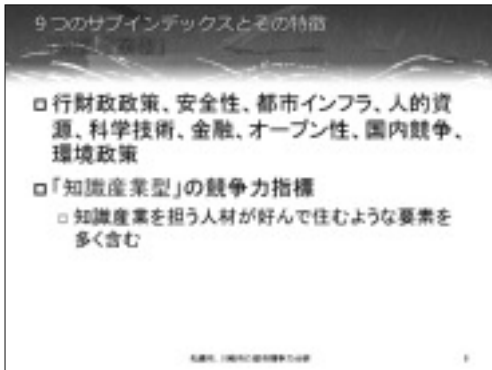 ９つのサブインデックスとその特徴
□行財政政策、安全性、都市インフラ、人的資
源、科学技術、金融、オープン性、国内競争、
環境政策
□「知識産業型」の競争力指標
□ 知識産業を担う人材が好んで住むような要素を
多く含む